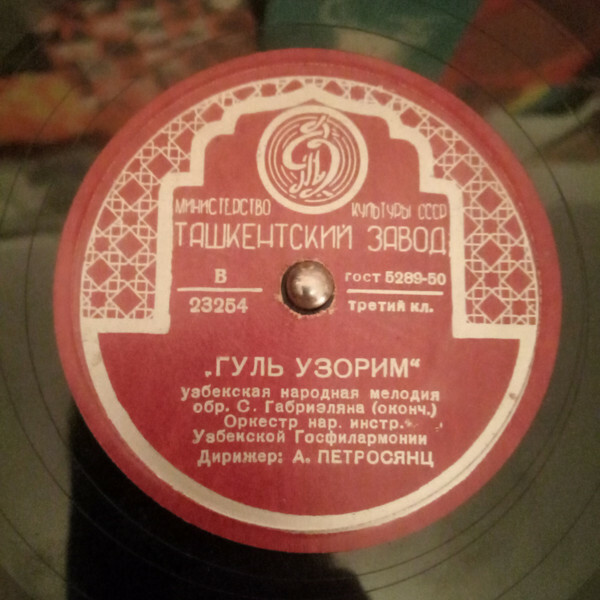 МИНИСТЕРСТВО КУЛЬТУРЫ СССР
ТАШКЕНТСКИЙ ЗАВОД
В
23254
ГОСТ 5289-50
третий кл.
„ГУЛЬ УЗОРИМ“
узбекская народная мелодия
обр. С. Габриэляна (оконч.)
Оркестр нар. инстр.
Узбекской Госфилармонии
Дирижер: А. ПЕТРОСЯНЦ